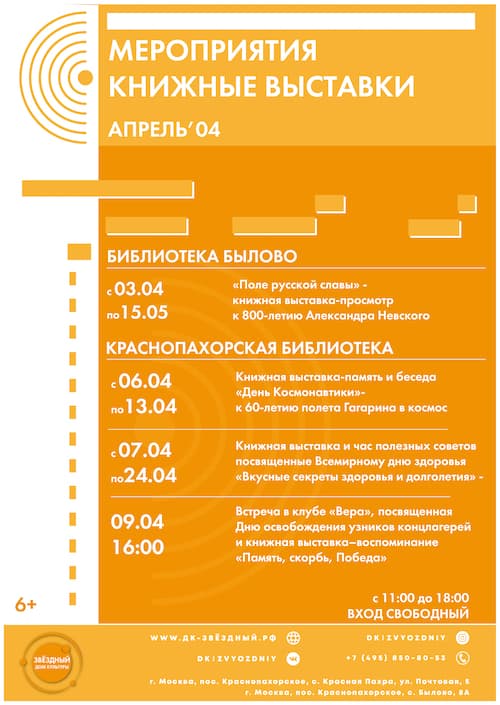 МЕРОПРИЯТИЯ
КНИЖНЫЕ ВЫСТАВКИ
АПРЕЛЬ’04
БИБЛИОТЕКА БЫЛОВО
с 03.04
по 15.05
«Поле русской славы» -
книжная выставка-просмотр
к 800-летию Александра Невского
КРАСНОПАХОРСКАЯ БИБЛИОТЕКА
с 06.04
по 13.04
Книжная выставка-память и беседа
«День Космонавтики»-
к 60-летию полета Гагарина в космос
с 07.04
по 24.04
Книжная выставка и час полезных советов
посвященные Всемирному дню здоровья
«Вкусные секреты здоровья и долголетия» -
09.04
16:00
Встреча в клубе «Вера», посвященная
Дню освобождения узников концлагерей
и книжная выставка–воспоминание
«Память, скорбь, Победа»
с 11:00 до 18:00
ВХОД СВОБОДНЫЙ
6+
ЗВЁЗДНЫЙ
ДОМ КУЛЬТУРЫ
WWW.ДК-ЗВЁЗДНЫЙ.РФ
DKIZVYOZDNIY
DKIZVYOZDNIY
+7 (495) 850-80-53
г. Москва, пос. Краснопахорское, с. Красная Пахра, ул. Почтовая, 5
г. Москва, пос. Краснопахорское, с. Былово, 8А